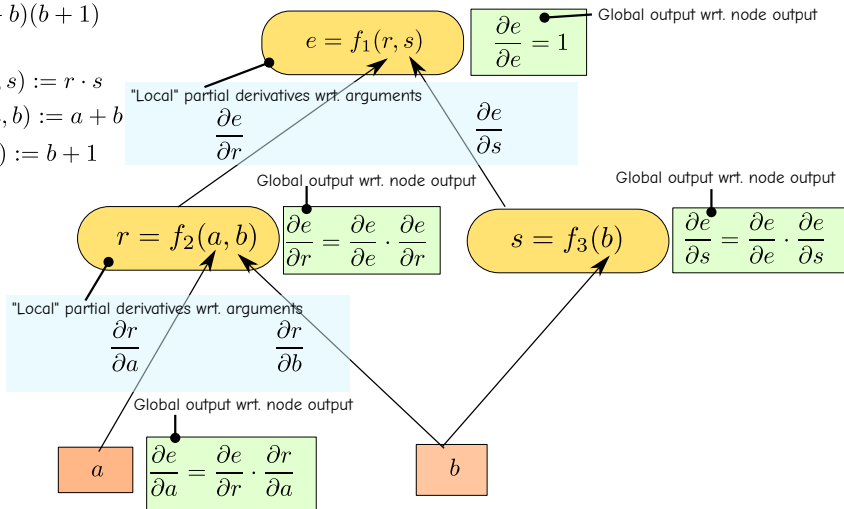 b)(b + 1)
e = f₁(r, s)
∂e/∂e = 1
Global output wrt. node output
, s) := r · s
"Local" partial derivatives wrt. arguments
, b) := a + b
∂e/∂r
∂e/∂s
) := b + 1
Global output wrt. node output
Global output wrt. node output
r = f₂(a, b)
∂e/∂r = ∂e/∂e · ∂e/∂r
s = f₃(b)
∂e/∂s = ∂e/∂e · ∂e/∂s
"Local" partial derivatives wrt. arguments
∂r/∂a
∂r/∂b
Global output wrt. node output
a
∂e/∂a = ∂e/∂r · ∂r/∂a
b